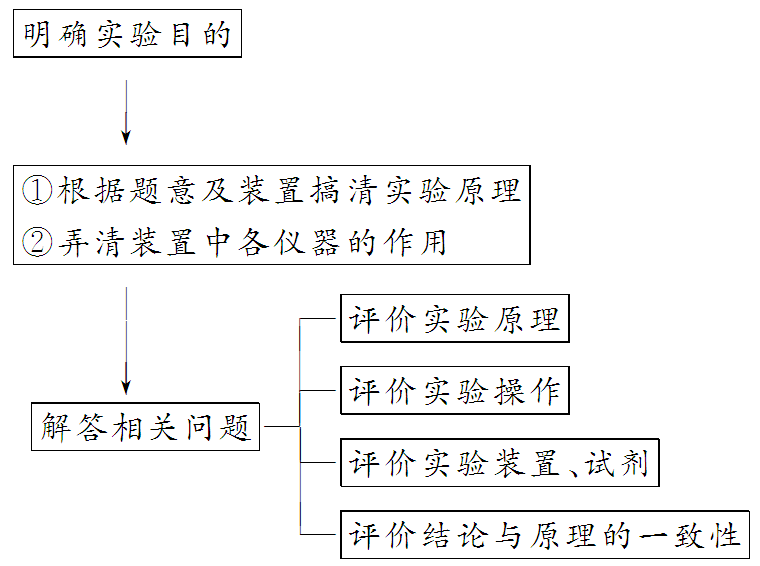 明确实验目的
①根据题意及装置搞清实验原理
②弄清装置中各仪器的作用
解答相关问题
评价实验原理
评价实验操作
评价实验装置、试剂
评价结论与原理的一致性